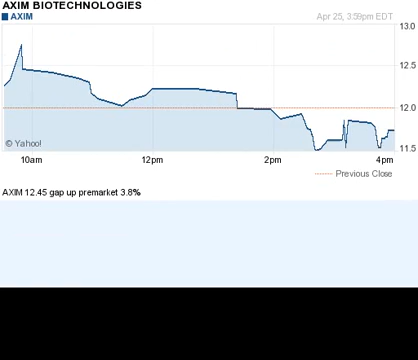 AXIM BIOTECHNOLOGIES
AXIM
Apr 25, 3:59pm EDT
13.0
12.5
12.0
11.5
© Yahoo!
10am
12pm
2pm
4pm
Previous Close
AXIM 12.45 gap up premarket 3.8%